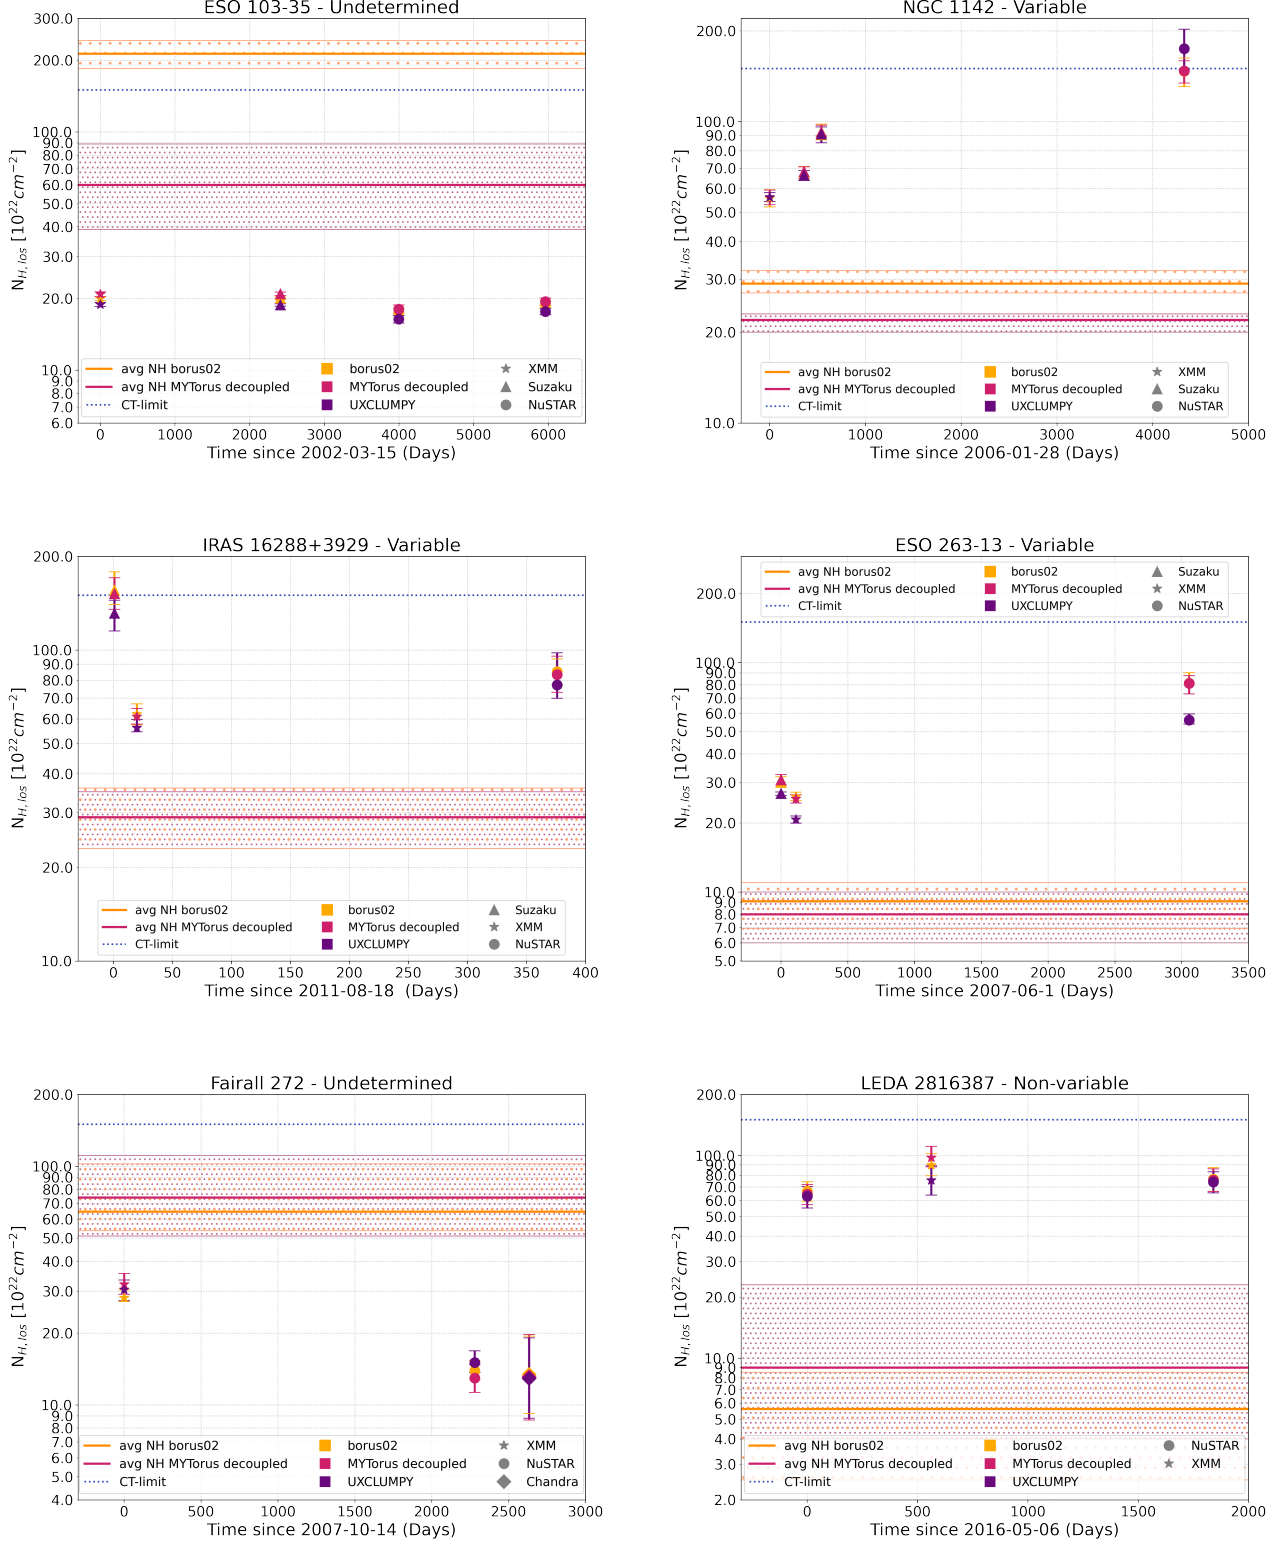 ESO 103-35 - Undetermined
N_{H,los} [10^{22}cm^{-2}]
300.0
200.0
100.0
90.0
80.0
70.0
60.0
50.0
40.0
30.0
20.0
10.0
9.0
8.0
7.0
6.0
avg NH borus02
avg NH MYTorus decoupled
CT-limit
borus02
MYTorus decoupled
UXCLUMPY
XMM
Suzaku
NuSTAR
0 1000 2000 3000 4000 5000 6000
Time since 2002-03-15 (Days)
NGC 1142 - Variable
N_{H,los} [10^{22}cm^{-2}]
200.0
100.0
90.0
80.0
70.0
60.0
50.0
40.0
30.0
20.0
10.0
avg NH borus02
avg NH MYTorus decoupled
CT-limit
borus02
MYTorus decoupled
UXCLUMPY
XMM
Suzaku
NuSTAR
0 1000 2000 3000 4000 5000
Time since 2006-01-28 (Days)
IRAS 16288+3929 - Variable
N_{H,los} [10^{22}cm^{-2}]
200.0
100.0
90.0
80.0
70.0
60.0
50.0
40.0
30.0
20.0
10.0
avg NH borus02
avg NH MYTorus decoupled
CT-limit
borus02
MYTorus decoupled
UXCLUMPY
Suzaku
XMM
NuSTAR
0 50 100 150 200 250 300 350 400
Time since 2011-08-18 (Days)
ESO 263-13 - Variable
N_{H,los} [10^{22}cm^{-2}]
avg NH borus02
avg NH MYTorus decoupled
CT-limit
borus02
MYTorus decoupled
UXCLUMPY
Suzaku
XMM
NuSTAR
200.0
100.0
90.0
80.0
70.0
60.0
50.0
40.0
30.0
20.0
10.0
9.0
8.0
7.0
6.0
5.0
0 500 1000 1500 2000 2500 3000 3500
Time since 2007-06-1 (Days)
Fairall 272 - Undetermined
N_{H,los} [10^{22}cm^{-2}]
200.0
100.0
90.0
80.0
70.0
60.0
50.0
40.0
30.0
20.0
10.0
9.0
8.0
7.0
6.0
5.0
4.0
avg NH borus02
avg NH MYTorus decoupled
CT-limit
borus02
MYTorus decoupled
UXCLUMPY
XMM
NuSTAR
Chandra
0 500 1000 1500 2000 2500 3000
Time since 2007-10-14 (Days)
LEDA 2816387 - Non-variable
N_{H,los} [10^{22}cm^{-2}]
200.0
100.0
90.0
80.0
70.0
60.0
50.0
40.0
30.0
20.0
10.0
9.0
8.0
7.0
6.0
5.0
4.0
3.0
2.0
avg NH borus02
avg NH MYTorus decoupled
CT-limit
borus02
MYTorus decoupled
UXCLUMPY
NuSTAR
XMM
0 500 1000 1500 2000
Time since 2016-05-06 (Days)